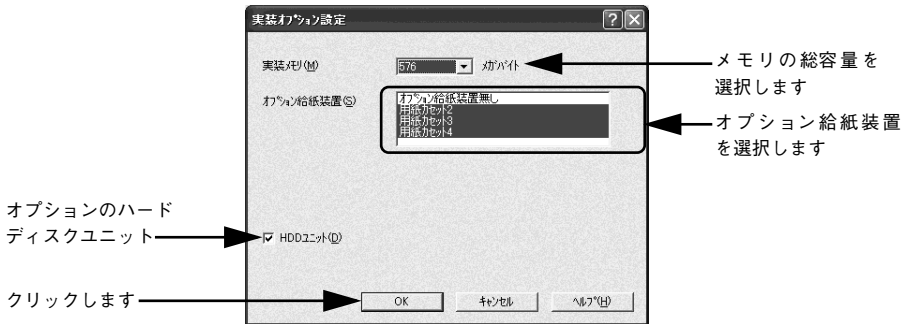 実装ｵﾌﾟｼｮﾝ設定
実装ﾒﾓﾘ(M)
576
ﾒｶﾞﾊﾞｲﾄ
メモリの総容量を
選択します
ｵﾌﾟｼｮﾝ給紙装置(S)
ｵﾌﾟｼｮﾝ給紙装置無し
用紙ｶｾｯﾄ2
用紙ｶｾｯﾄ3
用紙ｶｾｯﾄ4
オプション給紙装置
を選択します
オプションのハード
ディスクユニット
HDDﾕﾆｯﾄ(D)
クリックします
OK
ｷｬﾝｾﾙ
ﾍﾙﾌﾟ(H)